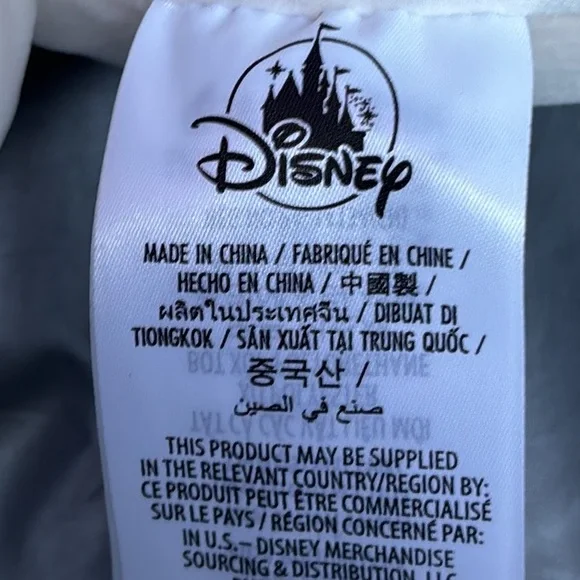 Disney
MADE IN CHINA / FABRIQUÉ EN CHINE /
HECHO EN CHINA / 中國製 /
ผลิตในประเทศจีน / DIBUAT DI
TIONGKOK / SẢN XUẤT TẠI TRUNG QUỐC /
중국산 /
صنع في الصين
THIS PRODUCT MAY BE SUPPLIED
IN THE RELEVANT COUNTRY/REGION BY:
CE PRODUIT PEUT ÊTRE COMMERCIALISÉ
SUR LE PAYS / RÉGION CONCERNÉ PAR:
IN U.S.– DISNEY MERCHANDISE
SOURCING & DISTRIBUTION, LLC